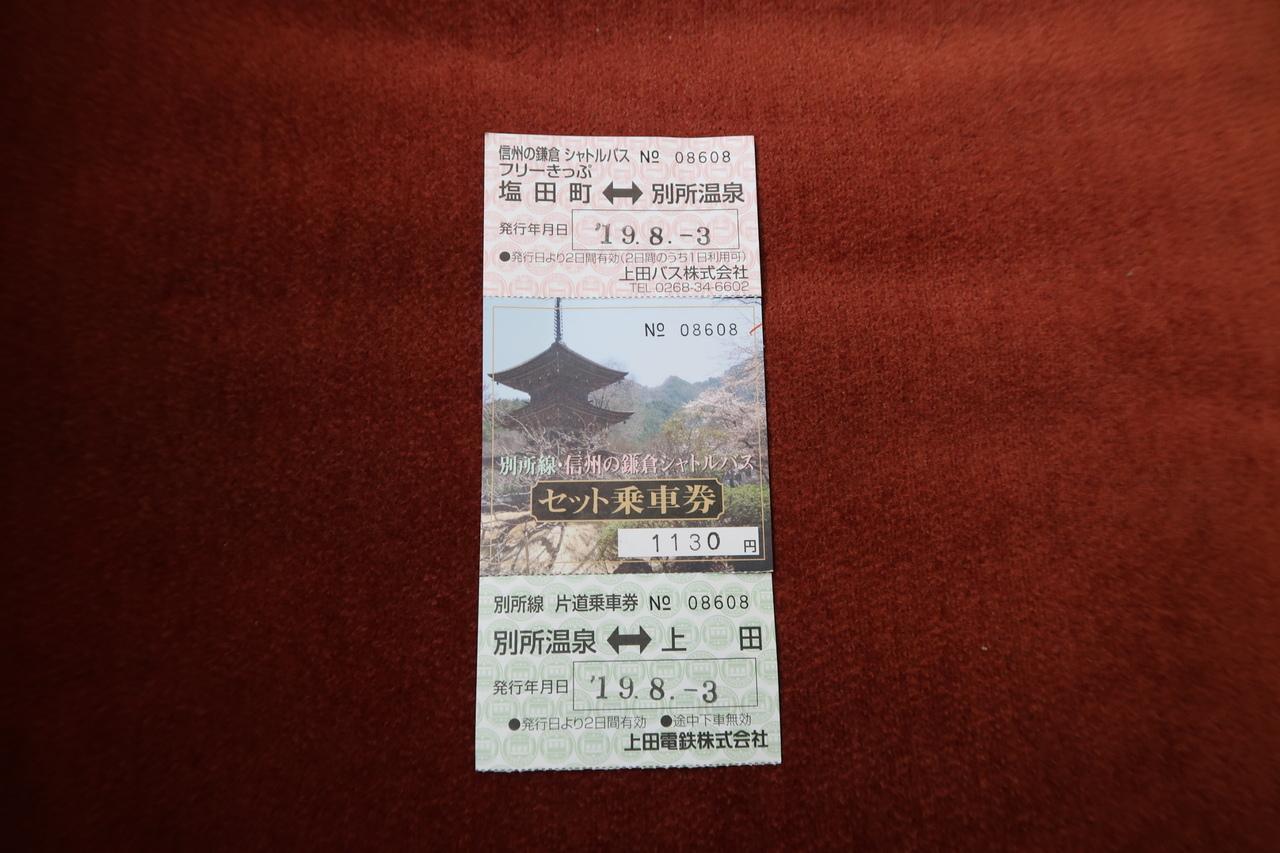 信州の鎌倉 シャトルバス № 08608
フリーきっぷ
塩田町 ⟷ 別所温泉
発行年月日 '19.8.-3
●発行日より2日間有効(2日間のうち1日利用可)
上田バス株式会社
TEL 0268-34-6602
№ 08608
別所線・信州の鎌倉シャトルバス
セット乗車券
1130円
別所線 片道乗車券 № 08608
別所温泉 ⟷ 上田
発行年月日 '19.8.-3
●発行日より2日間有効 ●途中下車無効
上田電鉄株式会社